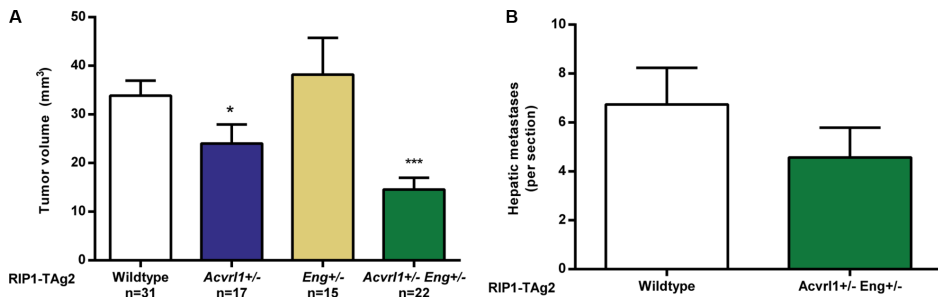 A
Tumor volume (mm³)
50
40
30
20
10
0
*
***
RIP1-TAg2
Wildtype
n=31
Acvrl1+/-
n=17
Eng+/-
n=15
Acvrl1+/- Eng+/-
n=22
B
Hepatic metastases
(per section)
10
8
6
4
2
0
RIP1-TAg2
Wildtype
Acvrl1+/- Eng+/-